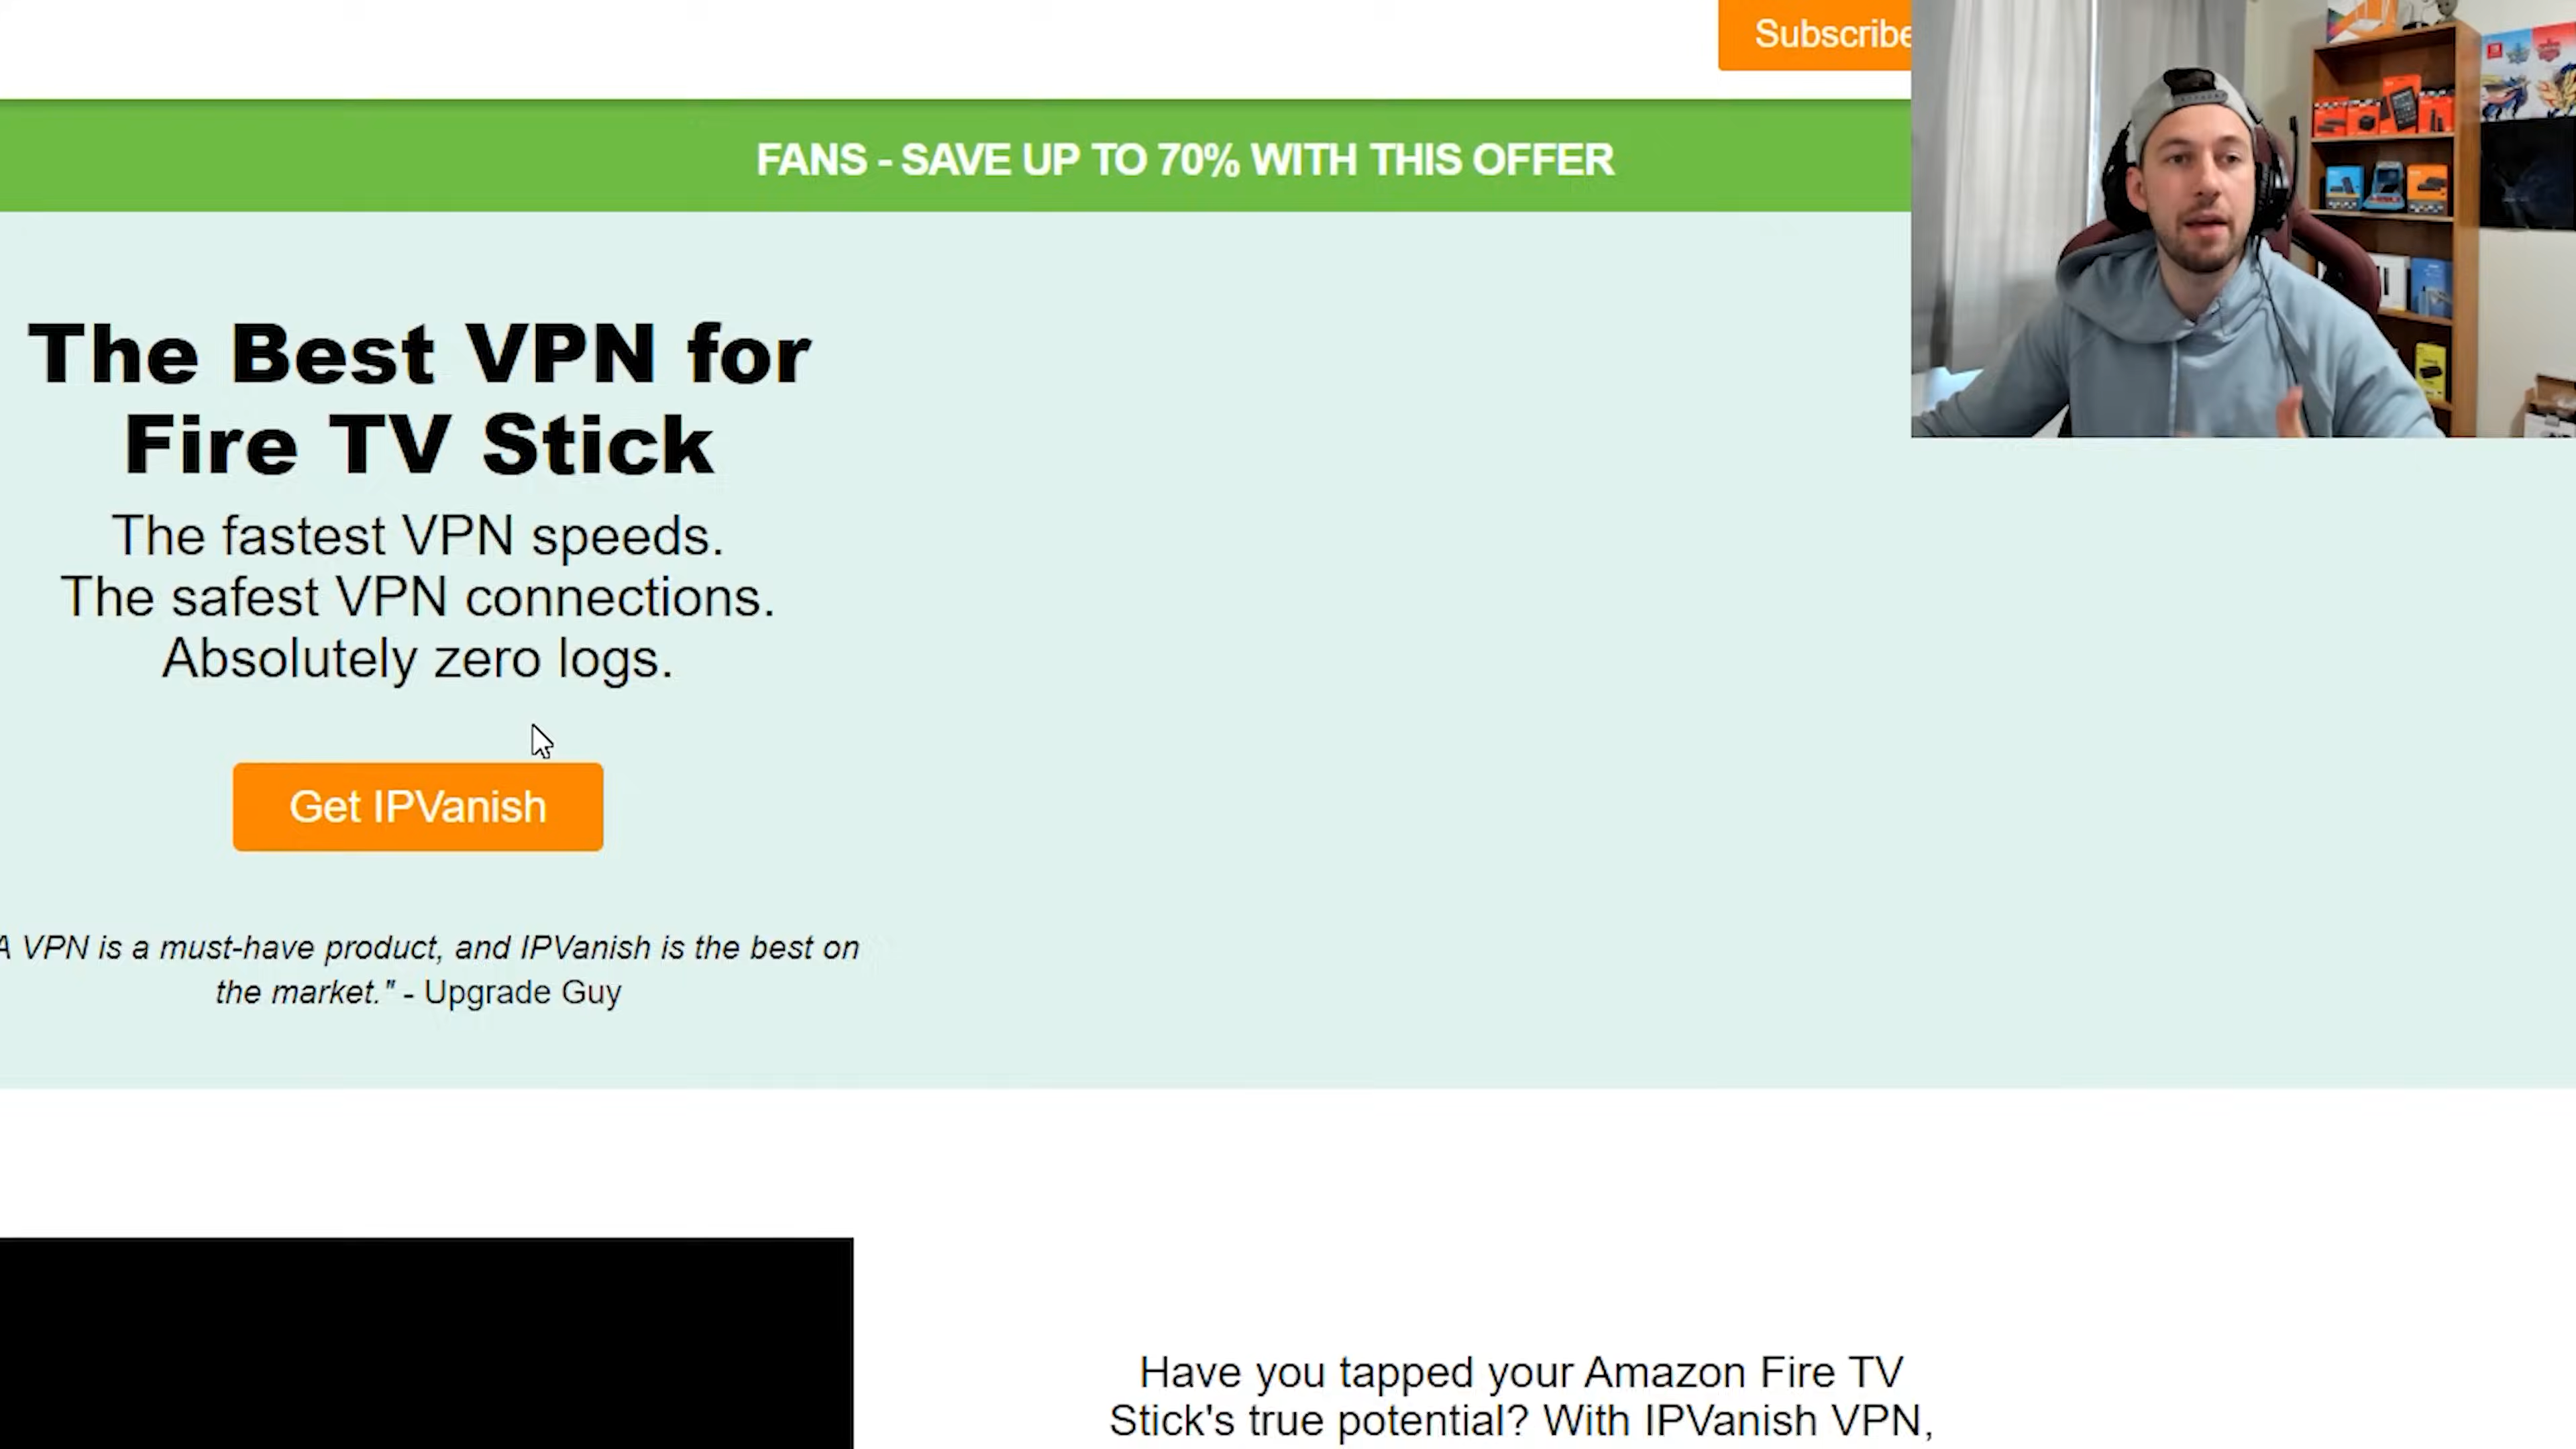 Subscribe
FANS - SAVE UP TO 70% WITH THIS OFFER
The Best VPN for
Fire TV Stick
The fastest VPN speeds.
The safest VPN connections.
Absolutely zero logs.
Get IPVanish
A VPN is a must-have product, and IPVanish is the best on
the market." - Upgrade Guy
Have you tapped your Amazon Fire TV
Stick's true potential? With IPVanish VPN,